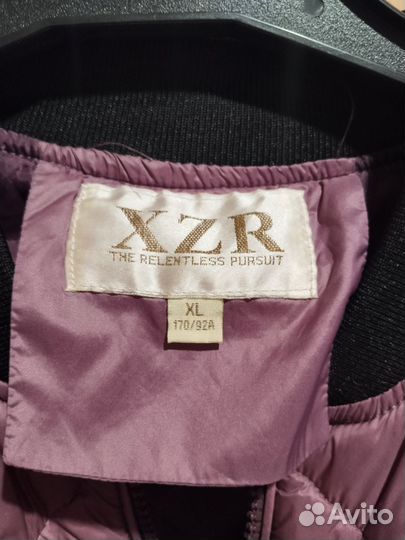 XZR
THE RELENTLESS PURSUIT
XL
170/92A
Avito